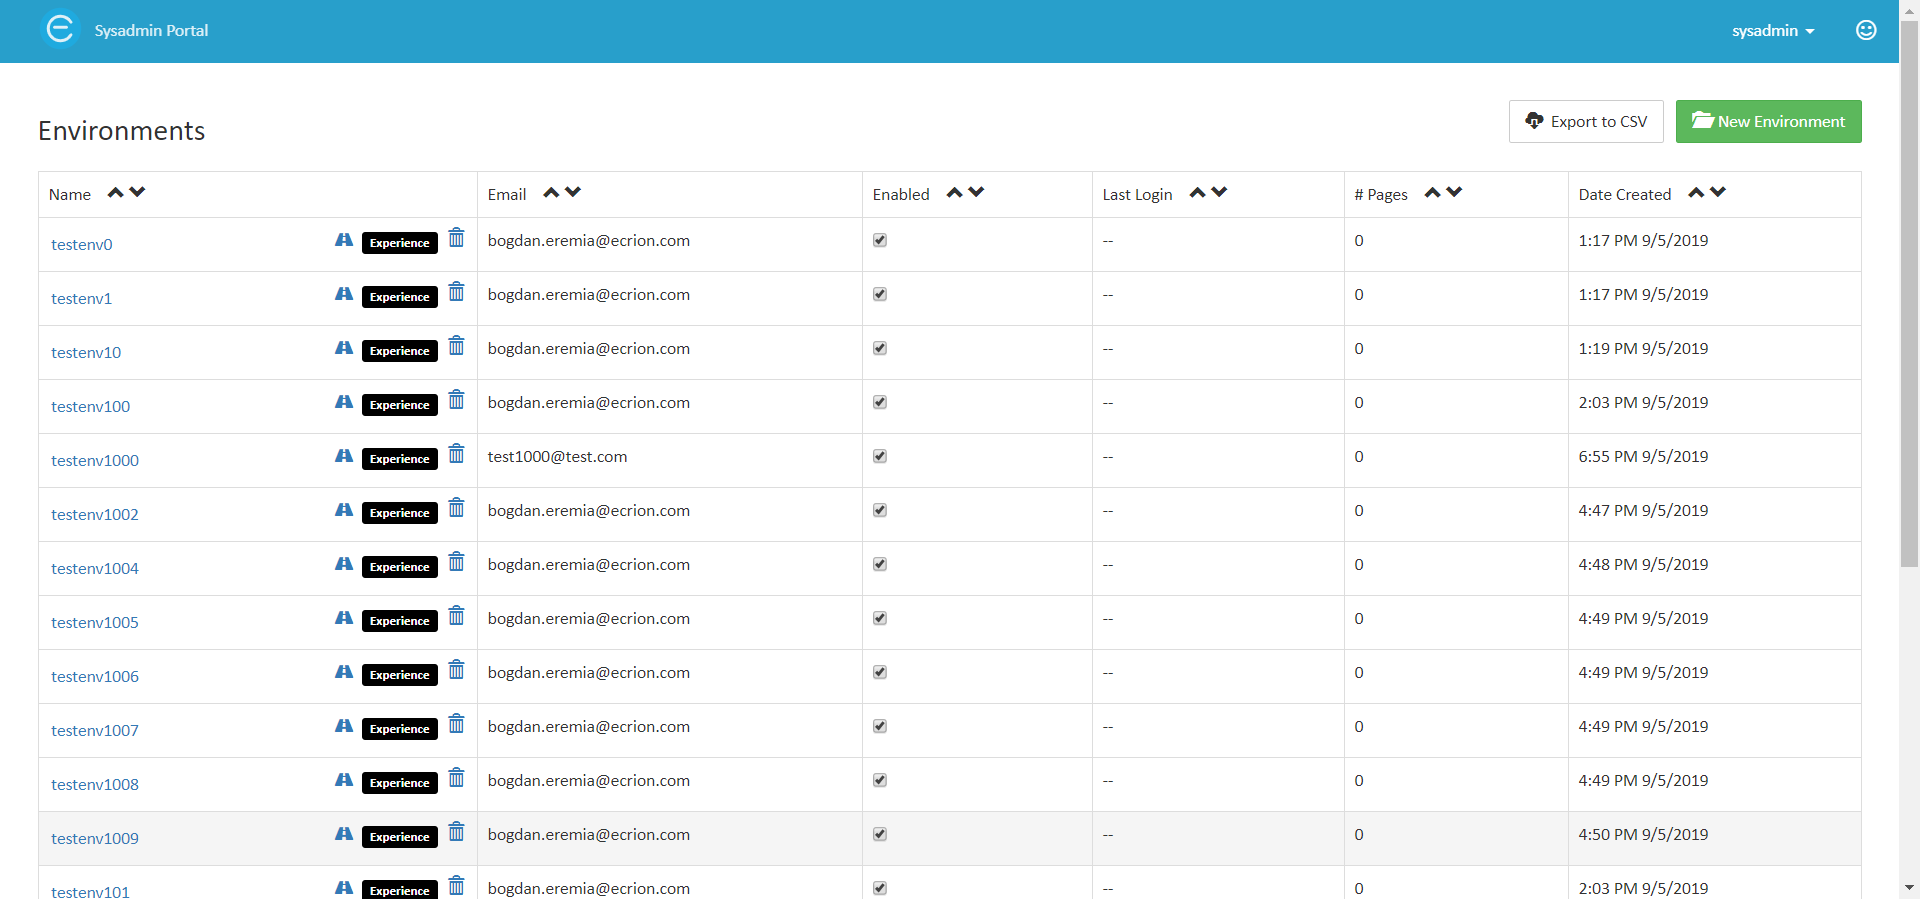 Sysadmin Portal
sysadmin
Environments
Export to CSV
New Environment
Name Email Enabled Last Login # Pages Date Created
testenv0 Experience bogdan.eremia@ecrion.com -- 0 1:17 PM 9/5/2019
testenv1 Experience bogdan.eremia@ecrion.com -- 0 1:17 PM 9/5/2019
testenv10 Experience bogdan.eremia@ecrion.com -- 0 1:19 PM 9/5/2019
testenv100 Experience bogdan.eremia@ecrion.com -- 0 2:03 PM 9/5/2019
testenv1000 Experience test1000@test.com -- 0 6:55 PM 9/5/2019
testenv1002 Experience bogdan.eremia@ecrion.com -- 0 4:47 PM 9/5/2019
testenv1004 Experience bogdan.eremia@ecrion.com -- 0 4:48 PM 9/5/2019
testenv1005 Experience bogdan.eremia@ecrion.com -- 0 4:49 PM 9/5/2019
testenv1006 Experience bogdan.eremia@ecrion.com -- 0 4:49 PM 9/5/2019
testenv1007 Experience bogdan.eremia@ecrion.com -- 0 4:49 PM 9/5/2019
testenv1008 Experience bogdan.eremia@ecrion.com -- 0 4:49 PM 9/5/2019
testenv1009 Experience bogdan.eremia@ecrion.com -- 0 4:50 PM 9/5/2019
testenv101 Experience bogdan.eremia@ecrion.com -- 0 2:03 PM 9/5/2019